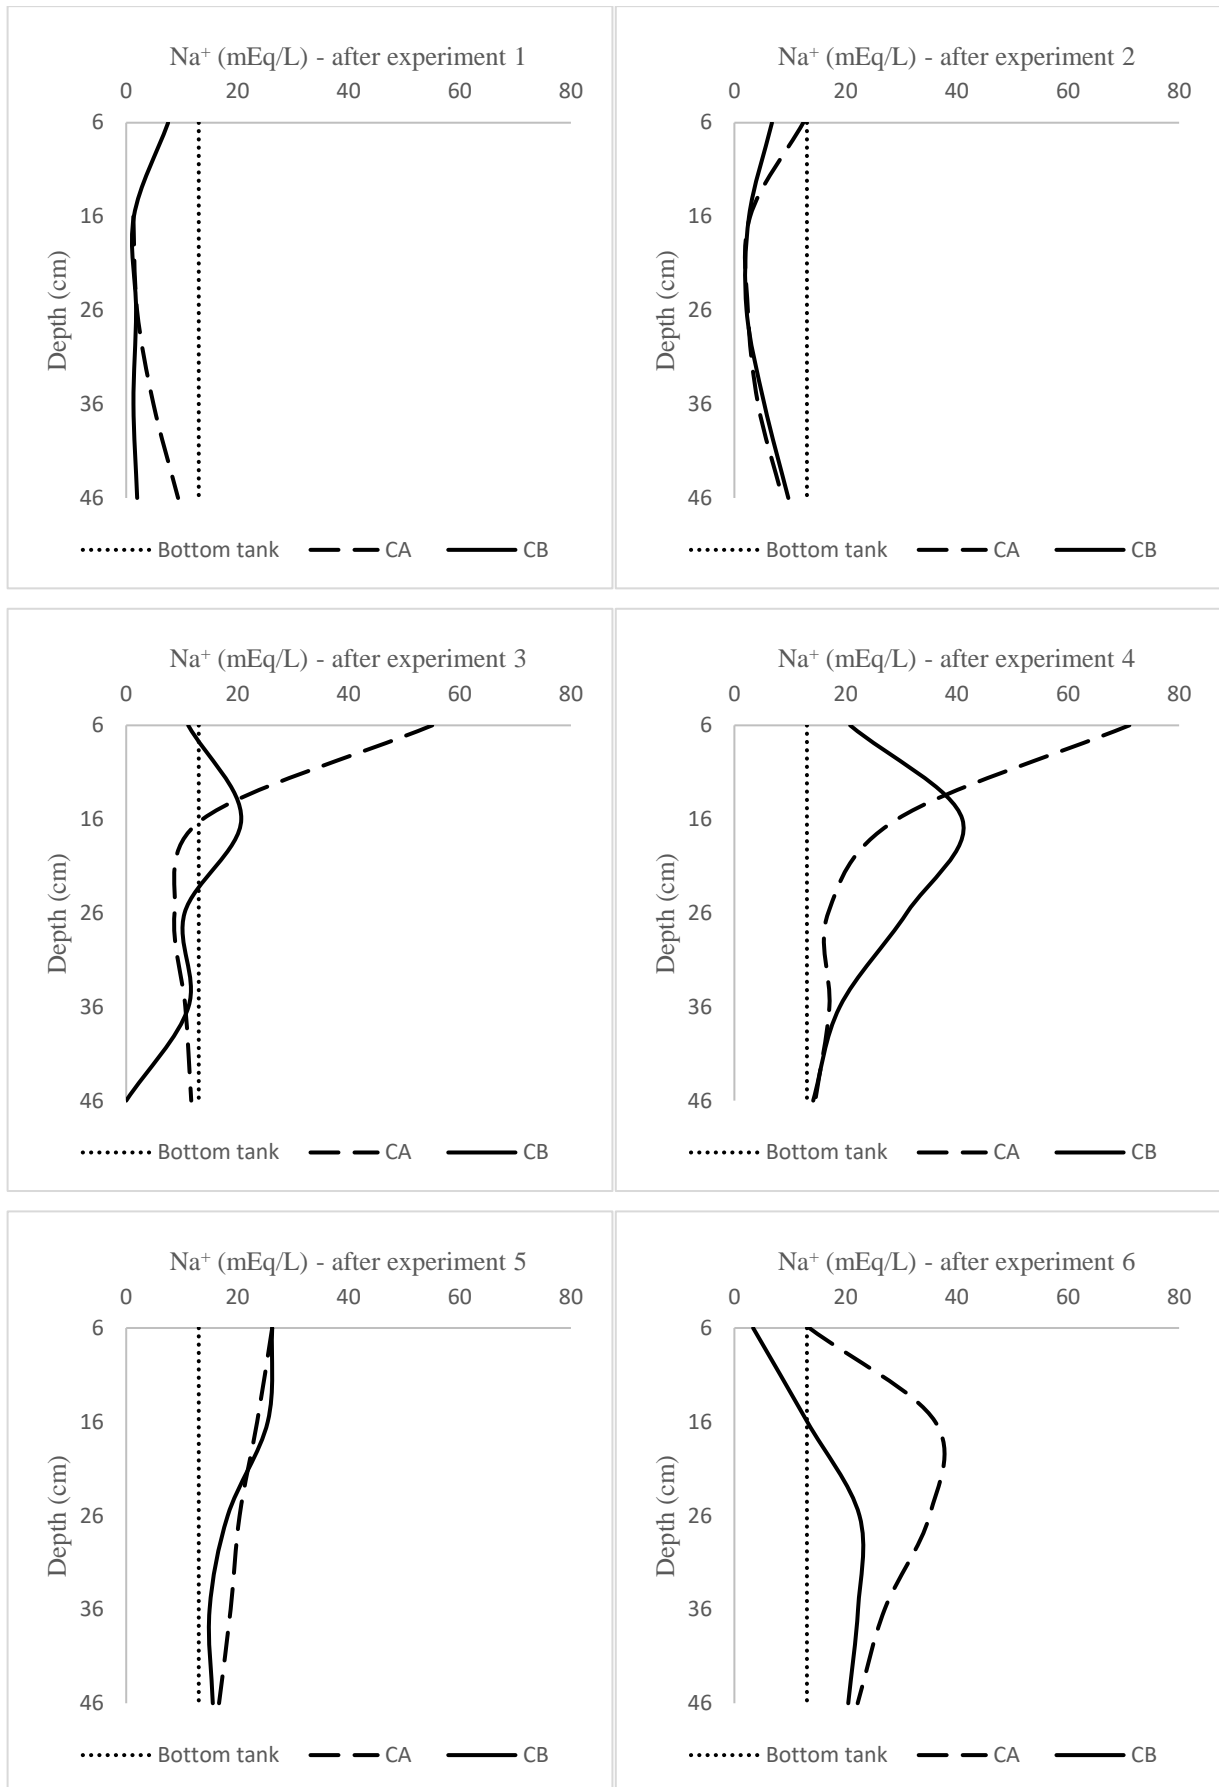 Na⁺ (mEq/L) - after experiment 1
0 20 40 60 80
6
16
26
36
46
Depth (cm)
Bottom tank CA CB
Na⁺ (mEq/L) - after experiment 2
0 20 40 60 80
6
16
26
36
46
Depth (cm)
Bottom tank CA CB
Na⁺ (mEq/L) - after experiment 3
0 20 40 60 80
6
16
26
36
46
Depth (cm)
Bottom tank CA CB
Na⁺ (mEq/L) - after experiment 4
0 20 40 60 80
6
16
26
36
46
Depth (cm)
Bottom tank CA CB
Na⁺ (mEq/L) - after experiment 5
0 20 40 60 80
6
16
26
36
46
Depth (cm)
Bottom tank CA CB
Na⁺ (mEq/L) - after experiment 6
0 20 40 60 80
6
16
26
36
46
Depth (cm)
Bottom tank CA CB